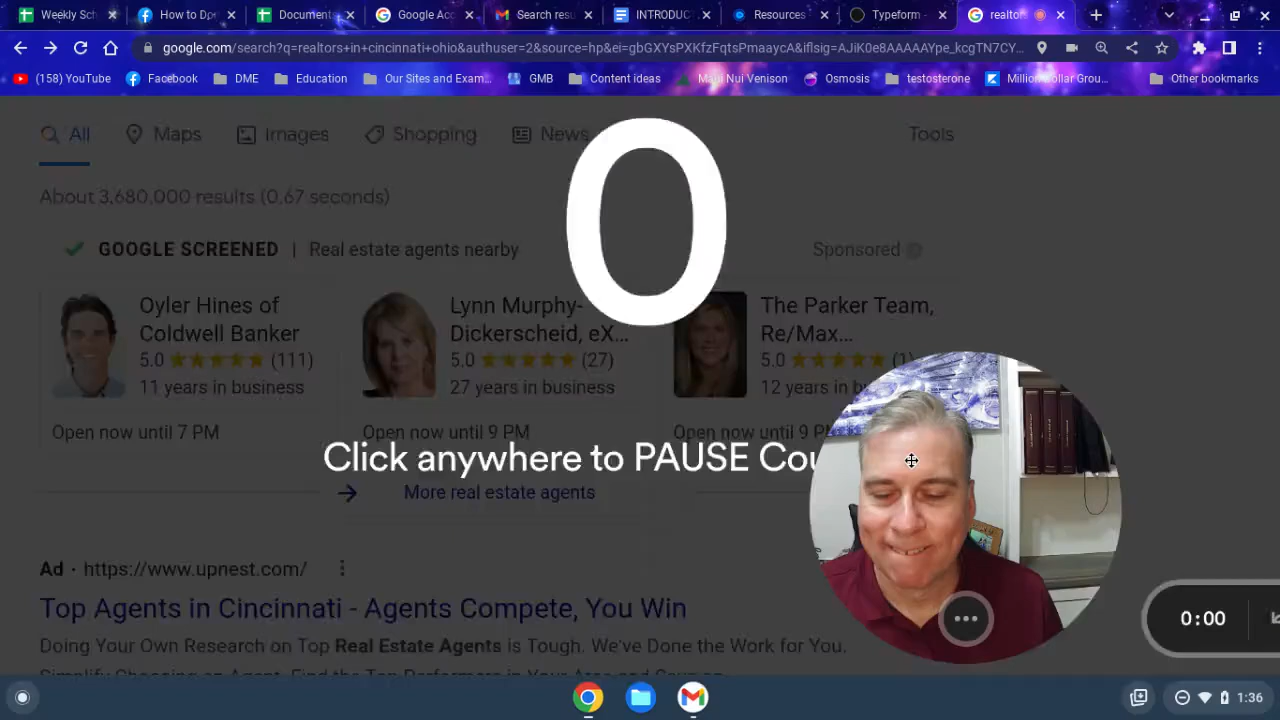 Weekly Sch
How to Dpe
Documents
Google Acc
Search resu
INTRODUC
Resources
Typeform -
realtors
google.com/search?q=realtors+in+cincinnati+ohio&authuser=2&source=hp&ei=gbGXYsPXKfzFqtsPmaaycA&iflsig=AJiK0e8AAAAAYpe_kcgTN7CY...
(158) YouTube
Facebook
DME
Education
Our Sites and Exam...
GMB
Content ideas
Maui Nui Venison
Osmosis
testosterone
Million Dollar Grou...
Other bookmarks
All
Maps
Images
Shopping
News
Tools
About 3,680,000 results (0.67 seconds)
0
GOOGLE SCREENED | Real estate agents nearby
Sponsored
Oyler Hines of
Coldwell Banker
5.0 (111)
11 years in business
Open now until 7 PM
Lynn Murphy-
Dickerscheid, eX...
5.0 (27)
27 years in business
Open now until 9 PM
The Parker Team,
Re/Max...
5.0 (1)
12 years in bu
Open now until 9 PM
Click anywhere to PAUSE Cou
More real estate agents
Ad · https://www.upnest.com/
Top Agents in Cincinnati - Agents Compete, You Win
Doing Your Own Research on Top Real Estate Agents is Tough. We've Done the Work for You.
0:00
1:36